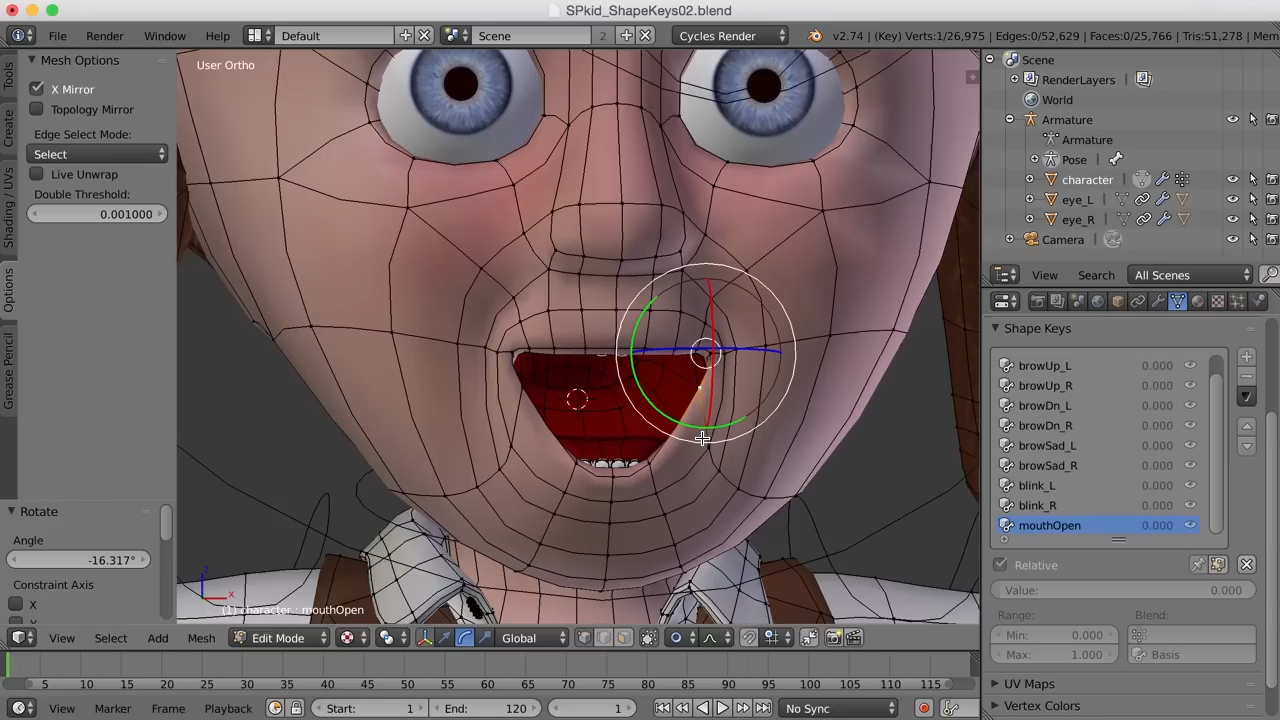 SPkid_ShapeKeys02.blend
File Render Window Help Default Scene 2 Cycles Render v2.74 | (Key) Verts:1/26,975 | Edges:0/52,629 | Faces:0/25,766 | Tris:51,278 | Mem
Tools
Create
Shading / UVs
Options
Grease Pencil
Mesh Options
X Mirror
Topology Mirror
Edge Select Mode:
Select
Live Unwrap
Double Threshold:
0.001000
Rotate
Angle
-16.317°
Constraint Axis
X
User Ortho
z
x
(1) character : mouthOpen
View Select Add Mesh Edit Mode Global
5 10 15 20 25 30 35 40 45 50 55 60 65 70 75 80 85 90 95 100 105 110 115
View Marker Frame Playback Start: 1 End: 120 1 No Sync
Scene
RenderLayers
World
Armature
Armature
Pose
character
eye_L
eye_R
Camera
View Search All Scenes
Shape Keys
browUp_L 0.000
browUp_R 0.000
browDn_L 0.000
browDn_R 0.000
browSad_L 0.000
browSad_R 0.000
blink_L 0.000
blink_R 0.000
mouthOpen 0.000
Relative
Value: 0.000
Range: Blend:
Min: 0.000
Max: 1.000 Basis
UV Maps
Vertex Colors